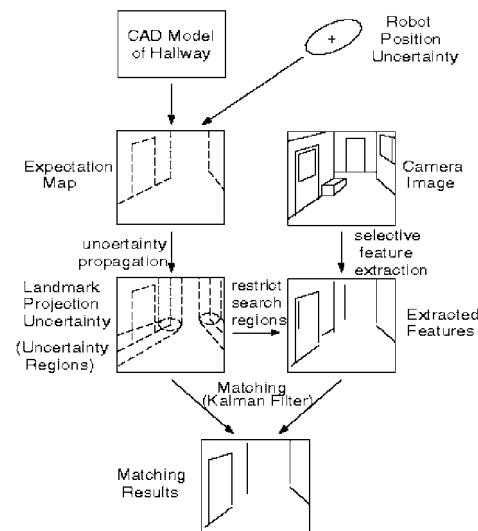 CAD Model
of Hallway
Robot
Position
Uncertainty
Expectation
Map
Camera
Image
uncertainty
propagation
selective
feature
extraction
Landmark
Projection
Uncertainty
(Uncertainty
Regions)
restrict
search
regions
Extracted
Features
Matching
(Kalman Filter)
Matching
Results